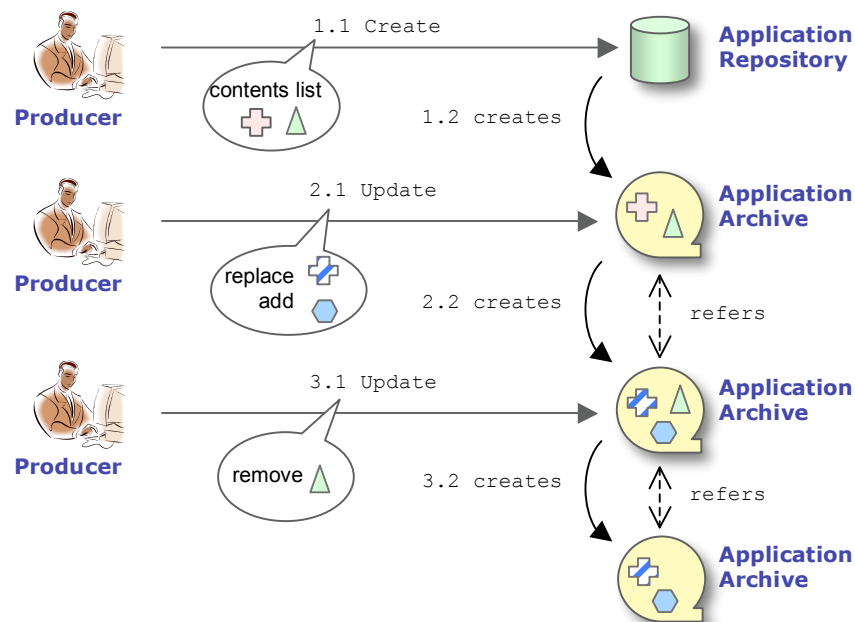 1.1 Create
Application
Repository
contents list
Producer
1.2 creates
2.1 Update
Application
Archive
replace
add
Producer
2.2 creates
refers
3.1 Update
Application
Archive
Producer
remove
3.2 creates
refers
Application
Archive